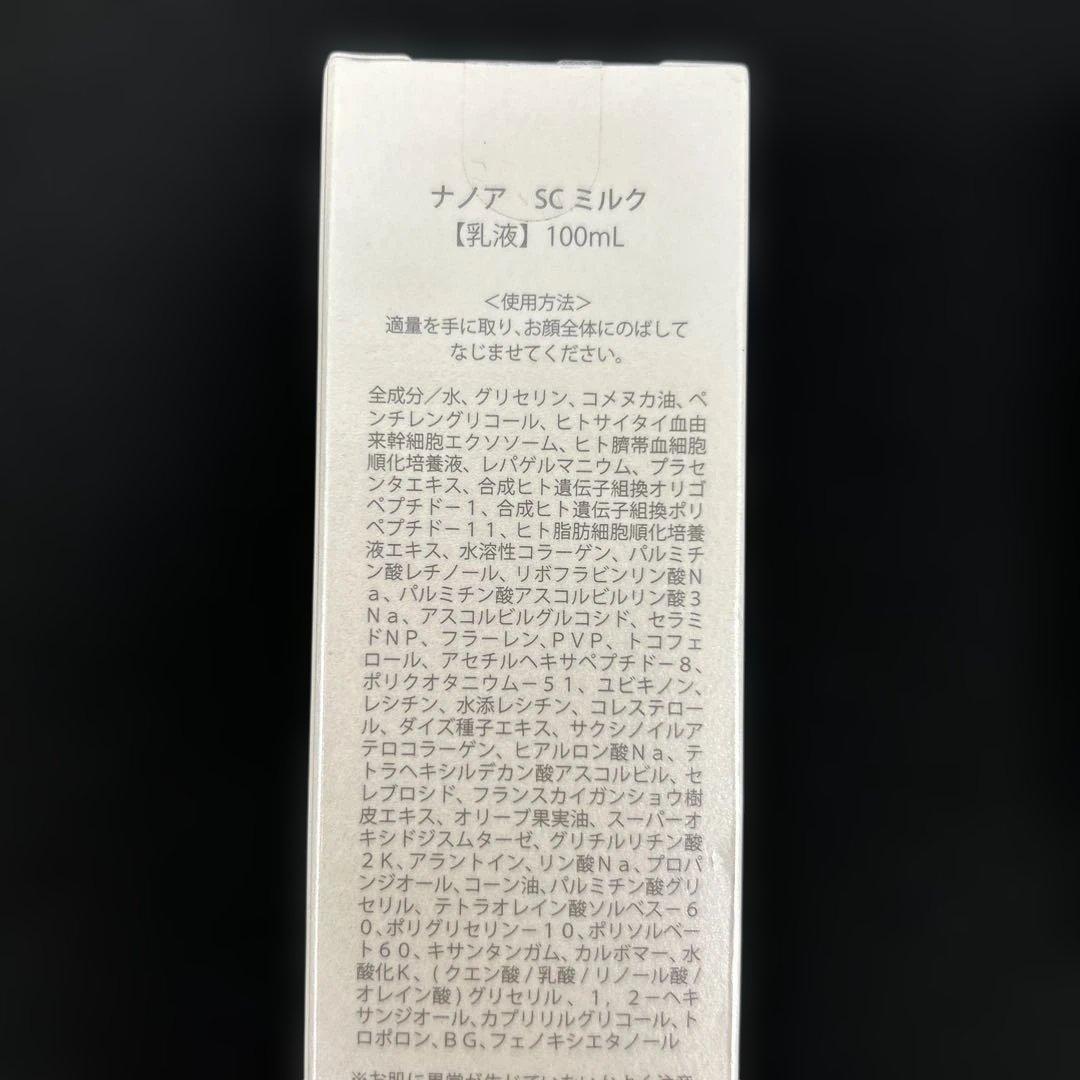 ナノア　SC ミルク
【乳液】100mL
＜使用方法＞
適量を手に取り、お顔全体にのばして
なじませてください。
全成分／水、グリセリン、コメヌカ油、ペ
ンチレングリコール、ヒトサイタイ血由
来幹細胞エクソソーム、ヒト臍帯血細胞
順化培養液、レパゲルマニウム、プラセ
ンタエキス、合成ヒト遺伝子組換オリゴ
ペプチド－１、合成ヒト遺伝子組換ポリ
ペプチド－１１、ヒト脂肪細胞順化培養
液エキス、水溶性コラーゲン、パルミチ
ン酸レチノール、リボフラビンリン酸Ｎ
ａ、パルミチン酸アスコルビルリン酸３
Ｎａ、アスコルビルグルコシド、セラミ
ドＮＰ、フラーレン、ＰＶＰ、トコフェ
ロール、アセチルヘキサペプチド－８、
ポリクオタニウム－５１、ユビキノン、
レシチン、水添レシチン、コレステロー
ル、ダイズ種子エキス、サクシノイルア
テロコラーゲン、ヒアルロン酸Ｎａ、テ
トラヘキシルデカン酸アスコルビル、セ
レブロシド、フランスカイガンショウ樹
皮エキス、オリーブ果実油、スーパーオ
キシドジスムターゼ、グリチルリチン酸
２Ｋ、アラントイン、リン酸Ｎａ、プロパ
ンジオール、コーン油、パルミチン酸グリ
セリル、テトラオレイン酸ソルベス－６
０、ポリグリセリン－１０、ポリソルベー
ト６０、キサンタンガム、カルボマー、水
酸化Ｋ、（クエン酸/乳酸/リノール酸/
オレイン酸）グリセリル、１，２－ヘキ
サンジオール、カプリリルグリコール、ト
ロポロン、ＢＧ、フェノキシエタノール
※お肌に異常が生じていないかよく注意